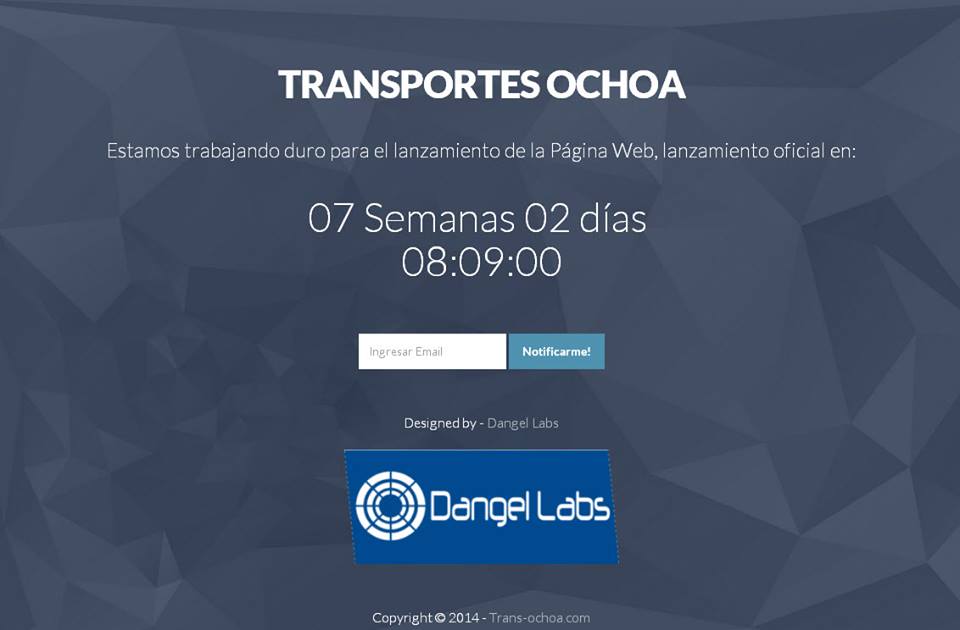 TRANSPORTES OCHOA
Estamos trabajando duro para el lanzamiento de la Página Web, lanzamiento oficial en:
07 Semanas 02 días
08:09:00
Ingresar Email Notificarme!
Designed by - Dangel Labs
Dangel Labs
Copyright © 2014 - Trans-ochoa.com